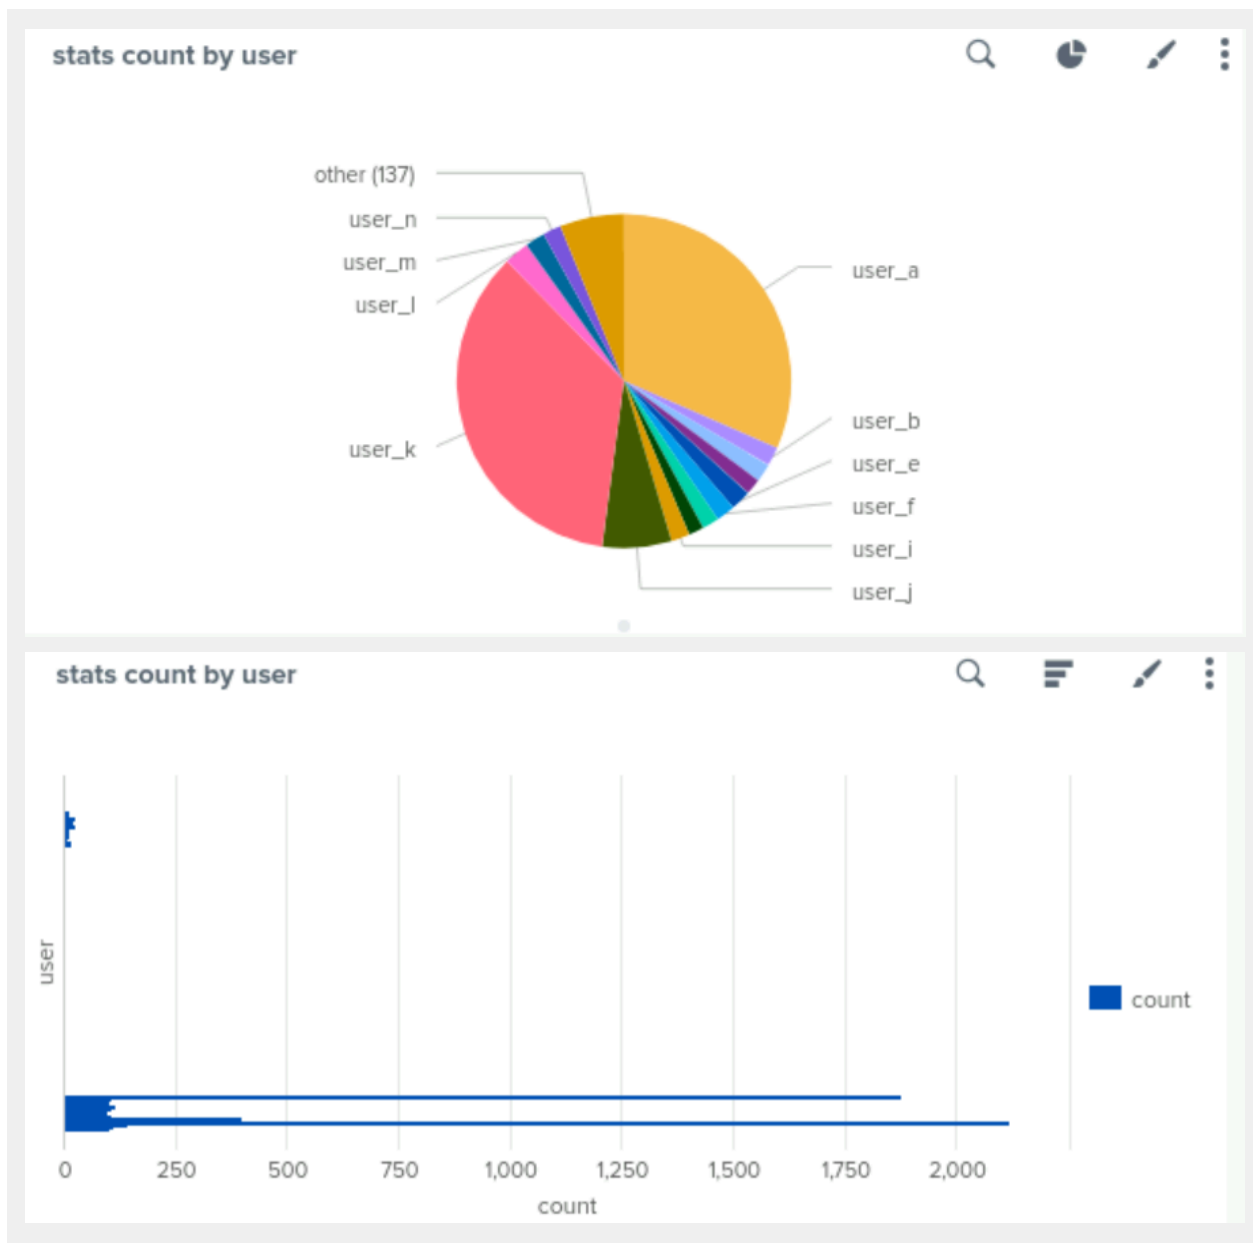 stats count by user
other (137)
user_n
user_m
user_l
user_k
user_a
user_b
user_e
user_f
user_i
user_j
stats count by user
user
count
0 250 500 750 1,000 1,250 1,500 1,750 2,000
count